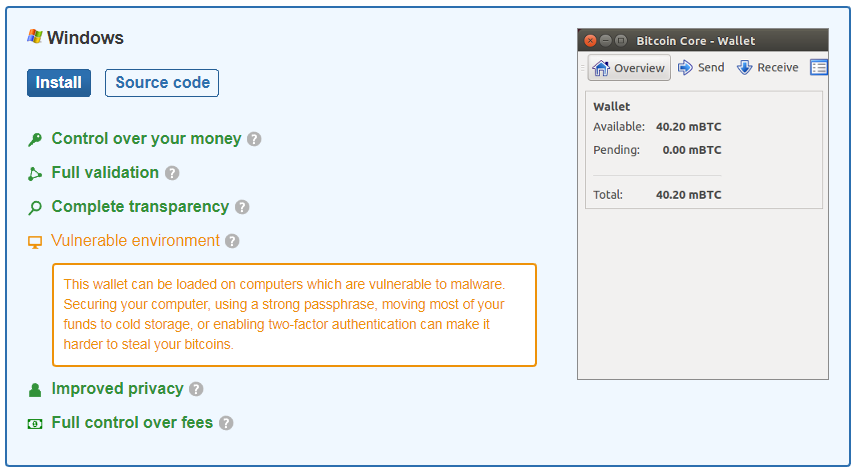 Windows
Install
Source code
Control over your money ?
Full validation ?
Complete transparency ?
Vulnerable environment ?
This wallet can be loaded on computers which are vulnerable to malware.
Securing your computer, using a strong passphrase, moving most of your
funds to cold storage, or enabling two-factor authentication can make it
harder to steal your bitcoins.
Improved privacy ?
Full control over fees ?
Bitcoin Core - Wallet
Overview Send Receive
Wallet
Available: 40.20 mBTC
Pending: 0.00 mBTC
Total: 40.20 mBTC